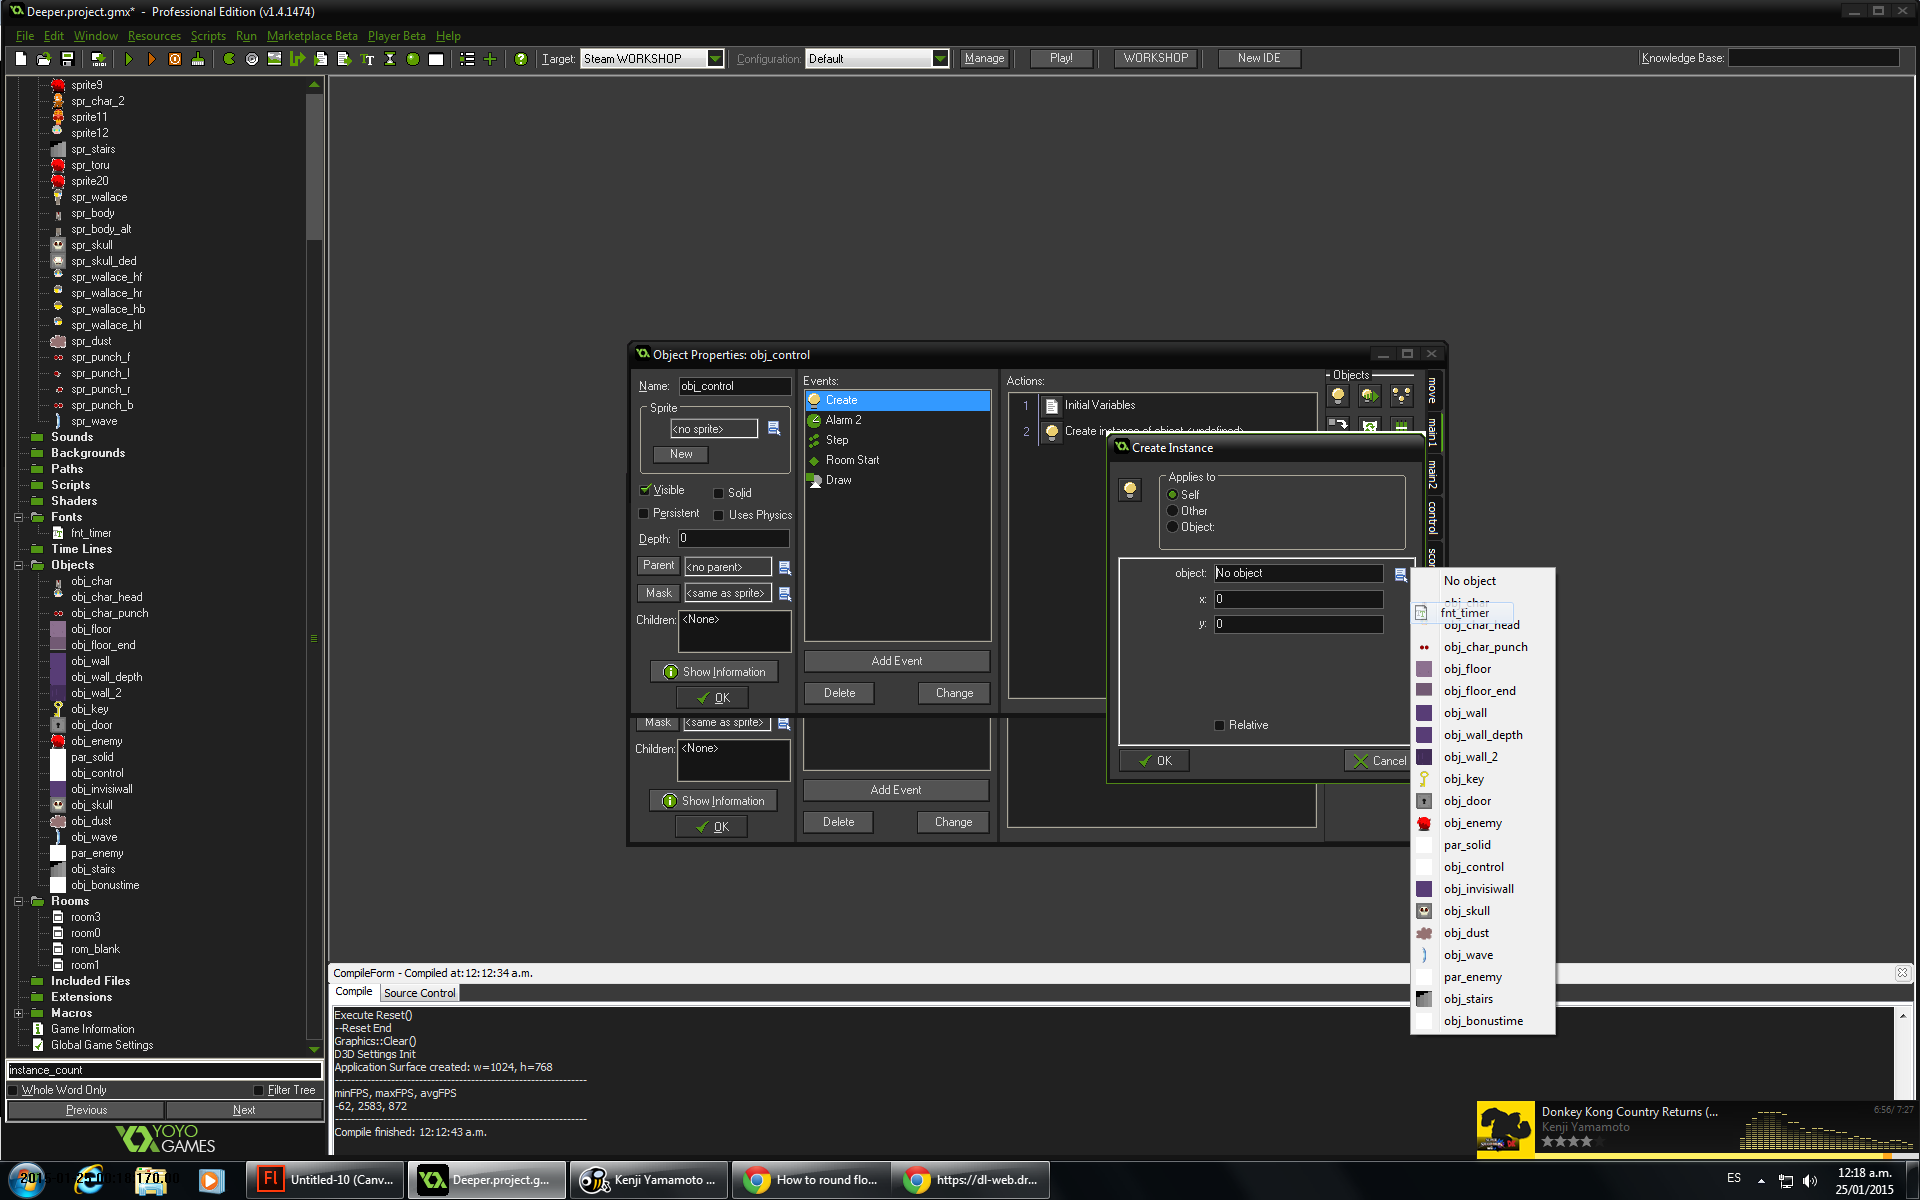 Deeper.project.gmx* - Professional Edition (v1.4.1474)
File Edit Window Resources Scripts Run Marketplace Beta Player Beta Help
Target: Steam WORKSHOP Configuration: Default Manage Play! WORKSHOP New IDE Knowledge Base:
sprite9
spr_char_2
sprite11
sprite12
spr_stairs
spr_toru
sprite20
spr_wallace
spr_body
spr_body_alt
spr_skull
spr_skull_ded
spr_wallace_hf
spr_wallace_hr
spr_wallace_hb
spr_wallace_hl
spr_dust
spr_punch_f
spr_punch_l
spr_punch_r
spr_punch_b
spr_wave
Sounds
Backgrounds
Paths
Scripts
Shaders
Fonts
fnt_timer
Time Lines
Objects
obj_char
obj_char_head
obj_char_punch
obj_floor
obj_floor_end
obj_wall
obj_wall_depth
obj_wall_2
obj_key
obj_door
obj_enemy
par_solid
obj_control
obj_invisiwall
obj_skull
obj_dust
obj_wave
par_enemy
obj_stairs
obj_bonustime
Rooms
room3
room0
rom_blank
room1
Included Files
Extensions
Macros
Game Information
Global Game Settings
instance_count
Whole Word Only Filter Tree
Previous Next
YOYO
GAMES
Object Properties: obj_control
Name: obj_control
Sprite
<no sprite>
New
Visible Solid
Persistent Uses Physics
Depth: 0
Parent <no parent>
Mask <same as sprite>
Children: <None>
Show Information
OK
Events:
Create
Alarm 2
Step
Room Start
Draw
Add Event
Delete Change
Actions:
1 Initial Variables
2 Create instance of object <undefined>
Objects
move
main1
main2
control
scor
Mask <same as sprite>
Children: <None>
Show Information
OK
Add Event
Delete Change
Create Instance
Applies to
Self
Other
Object:
object: No object
x: 0
y: 0
Relative
OK Cancel
No object
obj_char
fnt_timer
obj_char_head
obj_char_punch
obj_floor
obj_floor_end
obj_wall
obj_wall_depth
obj_wall_2
obj_key
obj_door
obj_enemy
par_solid
obj_control
obj_invisiwall
obj_skull
obj_dust
obj_wave
par_enemy
obj_stairs
obj_bonustime
CompileForm - Compiled at: 12:12:34 a.m.
Compile Source Control
Execute Reset()
--Reset End
Graphics::Clear()
D3D Settings Init
Application Surface created: w=1024, h=768
minFPS, maxFPS, avgFPS
-62, 2583, 872
Compile finished: 12:12:43 a.m.
Donkey Kong Country Returns (...
Kenji Yamamoto
6:56/ 7:27
Untitled-10 (Canv...
Deeper.project.g...
Kenji Yamamoto ...
How to round flo...
https://dl-web.dr...
ES
12:18 a.m.
25/01/2015